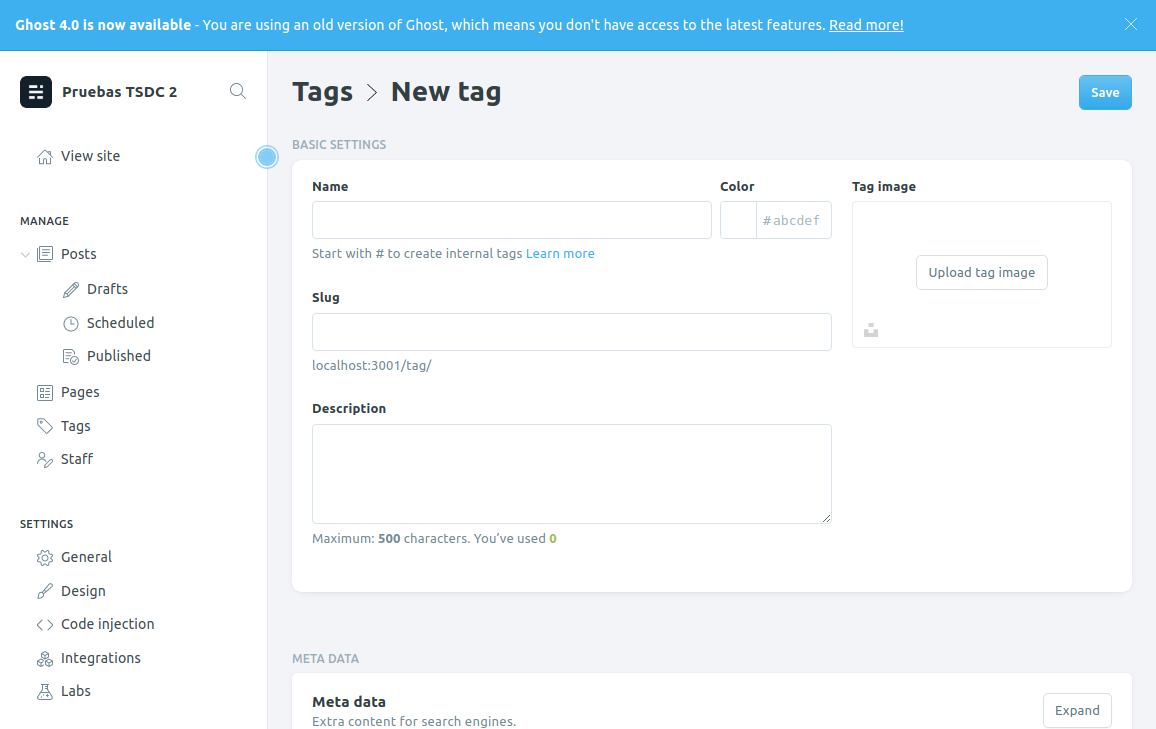 Ghost 4.0 is now available - You are using an old version of Ghost, which means you don't have access to the latest features. Read more!
Pruebas TSDC 2
View site
MANAGE
Posts
Drafts
Scheduled
Published
Pages
Tags
Staff
SETTINGS
General
Design
Code injection
Integrations
Labs
Tags > New tag
Save
BASIC SETTINGS
Name
Color
#abcdef
Start with # to create internal tags Learn more
Slug
localhost:3001/tag/
Description
Maximum: 500 characters. You've used 0
Tag image
Upload tag image
META DATA
Meta data
Extra content for search engines.
Expand